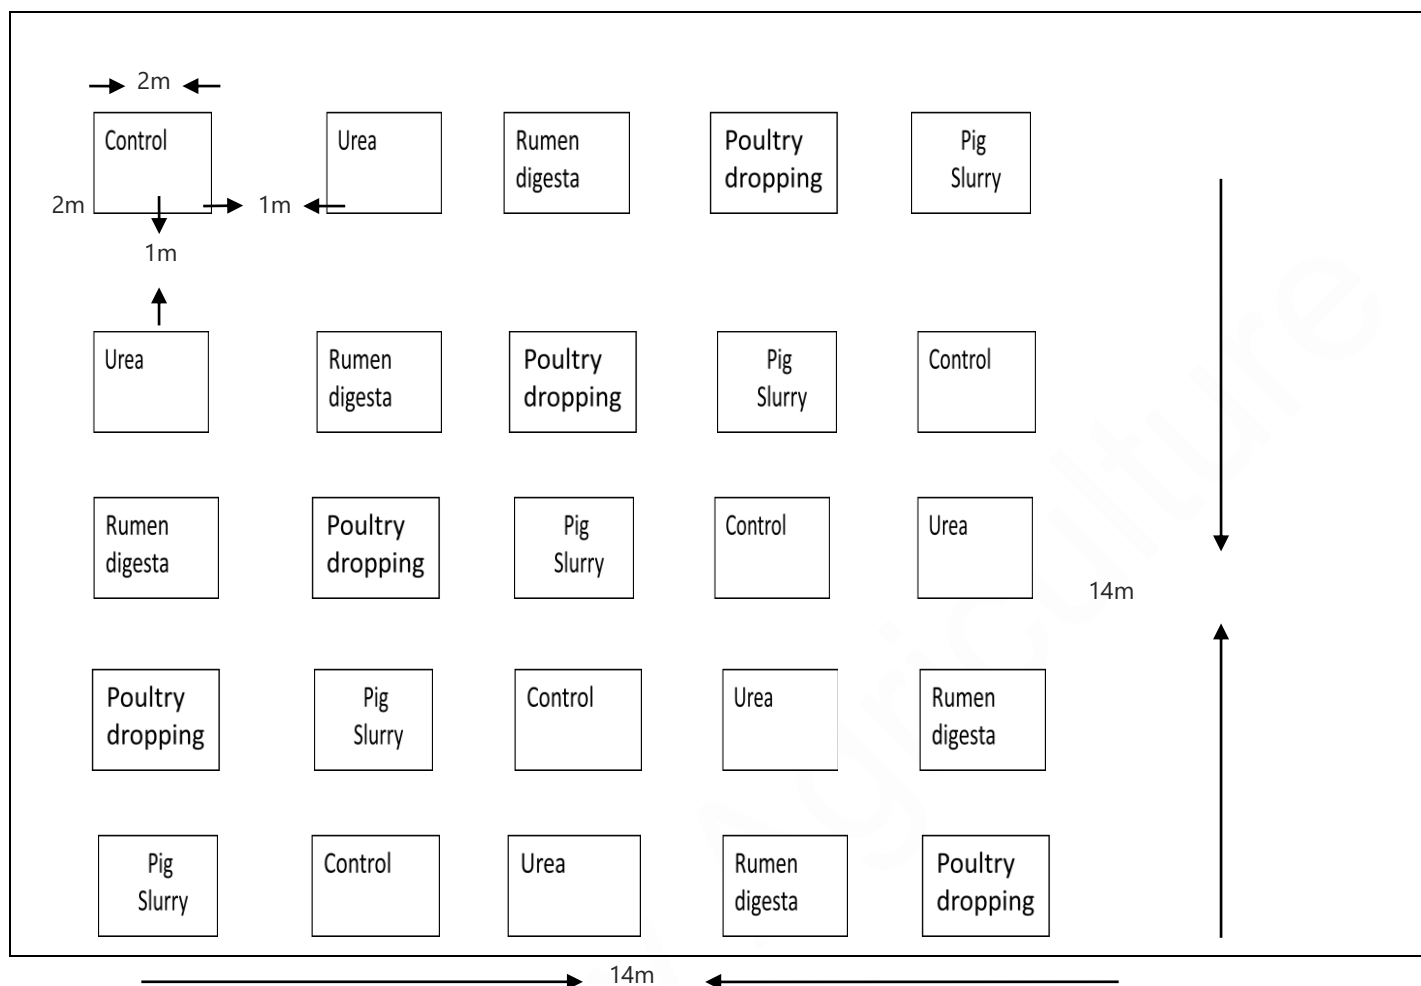 2m
Control
Urea
Rumen
digesta
Poultry
dropping
Pig
Slurry
2m
1m
1m
Urea
Rumen
digesta
Poultry
dropping
Pig
Slurry
Control
Rumen
digesta
Poultry
dropping
Pig
Slurry
Control
Urea
14m
Poultry
dropping
Pig
Slurry
Control
Urea
Rumen
digesta
Pig
Slurry
Control
Urea
Rumen
digesta
Poultry
dropping
14m
Agriculture